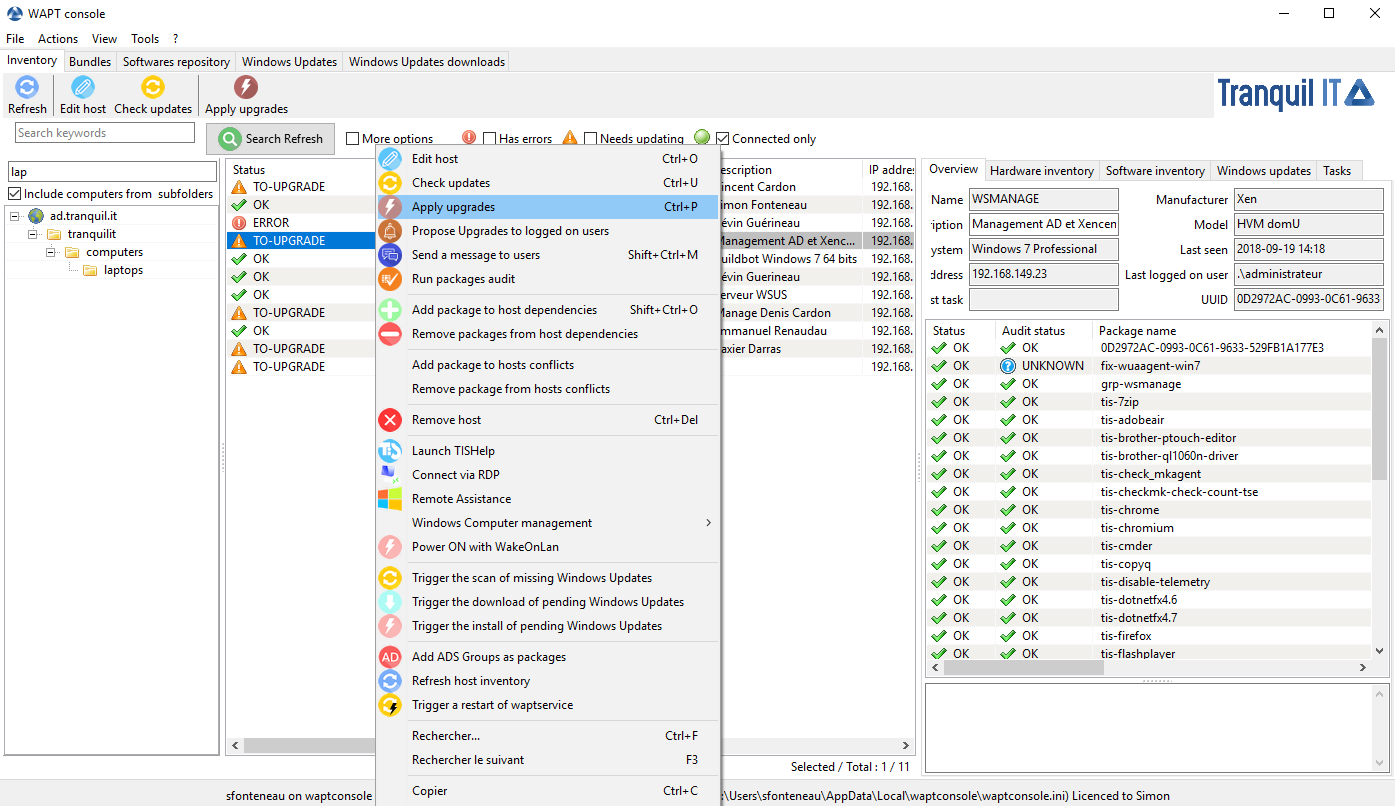 WAPT console
File Actions View Tools ?
Inventory Bundles Softwares repository Windows Updates Windows Updates downloads
Refresh Edit host Check updates Apply upgrades
Tranquil IT
Search keywords Search Refresh More options Has errors Needs updating Connected only
lap
Include computers from subfolders
ad.tranquil.it
tranquilit
computers
laptops
Status
TO-UPGRADE
OK
ERROR
TO-UPGRADE
OK
OK
OK
TO-UPGRADE
OK
TO-UPGRADE
TO-UPGRADE
Edit host Ctrl+O
Check updates Ctrl+U
Apply upgrades Ctrl+P
Propose Upgrades to logged on users
Send a message to users Shift+Ctrl+M
Run packages audit
Add package to host dependencies Shift+Ctrl+O
Remove packages from host dependencies
Add package to hosts conflicts
Remove package from hosts conflicts
Remove host Ctrl+Del
Launch TISHelp
Connect via RDP
Remote Assistance
Windows Computer management
Power ON with WakeOnLan
Trigger the scan of missing Windows Updates
Trigger the download of pending Windows Updates
Trigger the install of pending Windows Updates
AD Add ADS Groups as packages
Refresh host inventory
Trigger a restart of waptservice
Rechercher... Ctrl+F
Rechercher le suivant F3
Copier Ctrl+C
escription IP addres
incent Cardon 192.168.
imon Fonteneau 192.168.
évin Guérineau 192.168.
Management AD et Xenc... 192.168.
uildbot Windows 7 64 bits 192.168.
évin Guerineau 192.168.
erveur WSUS 192.168.
Manage Denis Cardon 192.168.
mmanuel Renaudau 192.168.
axier Darras 192.168.
192.168.
Selected / Total : 1 / 11
Overview Hardware inventory Software inventory Windows updates Tasks
Name WSMANAGE Manufacturer Xen
ription Management AD et Xencen Model HVM domU
ystem Windows 7 Professional Last seen 2018-09-19 14:18
ddress 192.168.149.23 Last logged on user .\administrateur
st task UUID 0D2972AC-0993-0C61-9633
Status Audit status Package name
OK OK 0D2972AC-0993-0C61-9633-529FB1A177E3
OK UNKNOWN fix-wuaagent-win7
OK OK grp-wsmanage
OK OK tis-7zip
OK OK tis-adobeair
OK OK tis-brother-ptouch-editor
OK OK tis-brother-ql1060n-driver
OK OK tis-check_mkagent
OK OK tis-checkmk-check-count-tse
OK OK tis-chrome
OK OK tis-chromium
OK OK tis-cmder
OK OK tis-copyq
OK OK tis-disable-telemetry
OK OK tis-dotnetfx4.6
OK OK tis-dotnetfx4.7
OK OK tis-firefox
OK OK tis-flashplayer
sfonteneau on waptconsole :\Users\sfonteneau\AppData\Local\waptconsole\waptconsole.ini) Licenced to Simon